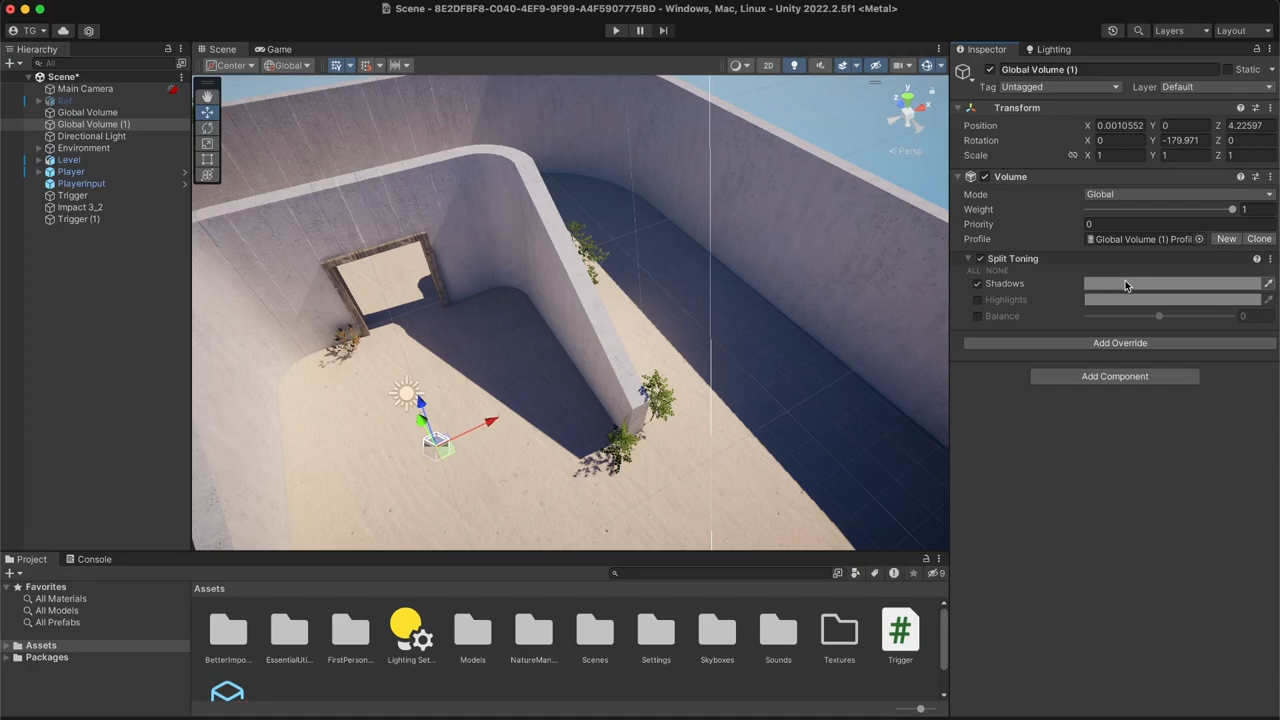 Scene - 8E2DFBF8-C040-4EF9-9F99-A4F5907775BD - Windows, Mac, Linux - Unity 2022.2.5f1 <Metal>
TG
Layers
Layout
Hierarchy
All
Scene*
Main Camera
Ref
Global Volume
Global Volume (1)
Directional Light
Environment
Level
Player
PlayerInput
Trigger
Impact 3_2
Trigger (1)
Scene
Game
Center
Global
2D
y
x
z
Persp
Inspector
Lighting
Global Volume (1)
Static
Tag Untagged
Layer Default
Transform
Position X 0.0010552 Y 0 Z 4.22597
Rotation X 0 Y -179.971 Z 0
Scale X 1 Y 1 Z 1
Volume
Mode Global
Weight 1
Priority 0
Profile Global Volume (1) Profil New Clone
Split Toning
ALL NONE
Shadows
Highlights
Balance 0
Add Override
Add Component
Project
Console
9
Favorites
All Materials
All Models
All Prefabs
Assets
Packages
Assets
BetterImpo...
EssentialUti...
FirstPerson...
Lighting Set...
Models
NatureMan...
Scenes
Settings
Skyboxes
Sounds
Textures
#
Trigger